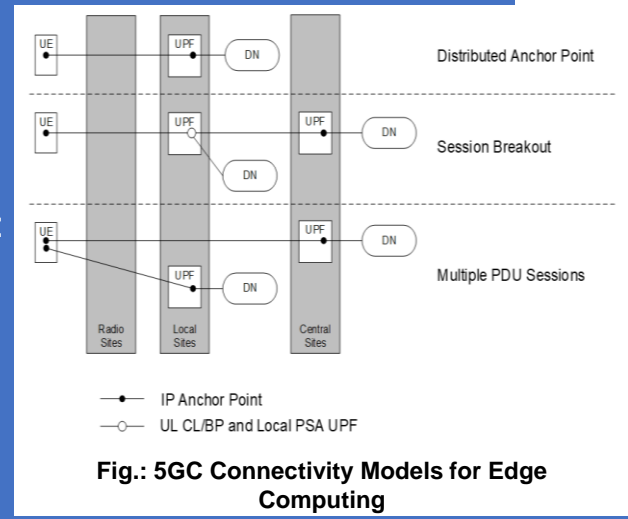 UE UPF DN Distributed Anchor Point
UE UPF UPF DN Session Breakout
DN
UE UPF DN
UPF DN Multiple PDU Sessions
Radio Sites Local Sites Central Sites
IP Anchor Point
UL CL/BP and Local PSA UPF
Fig.: 5GC Connectivity Models for Edge
Computing